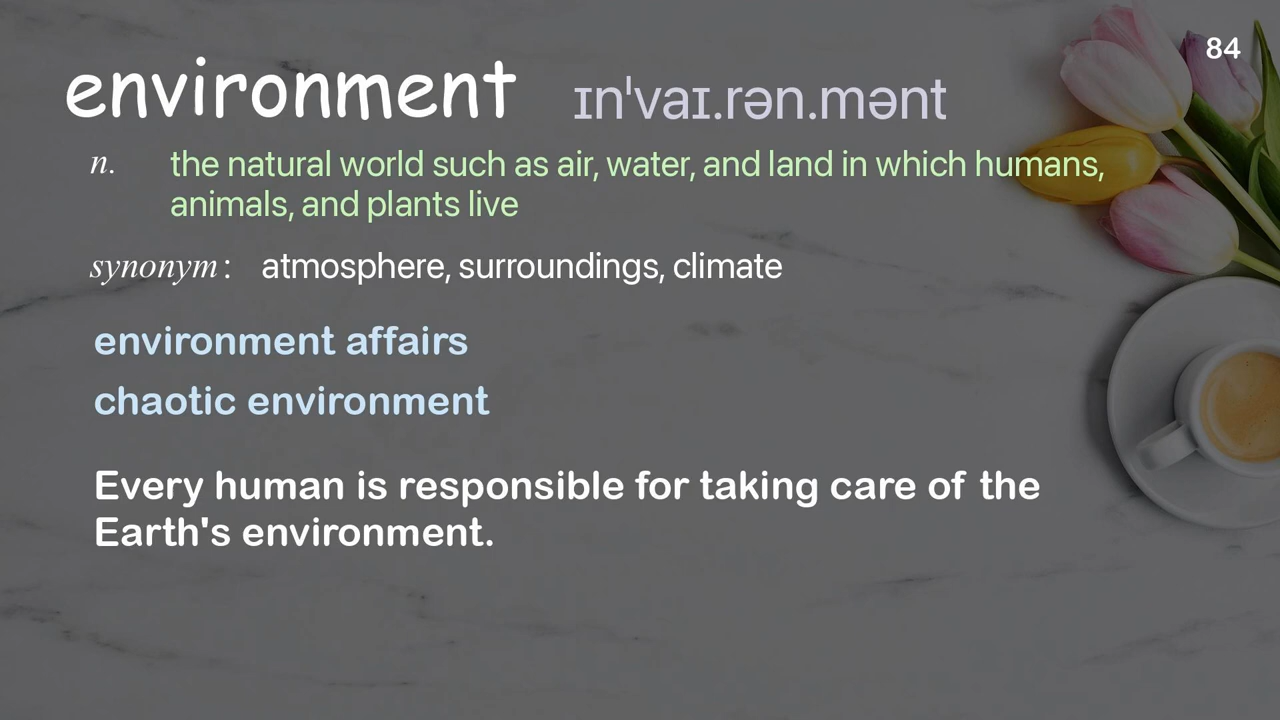 84
environment ɪnˈvaɪ.rən.mənt
n. the natural world such as air, water, and land in which humans,
animals, and plants live
synonym: atmosphere, surroundings, climate
environment affairs
chaotic environment
Every human is responsible for taking care of the
Earth's environment.